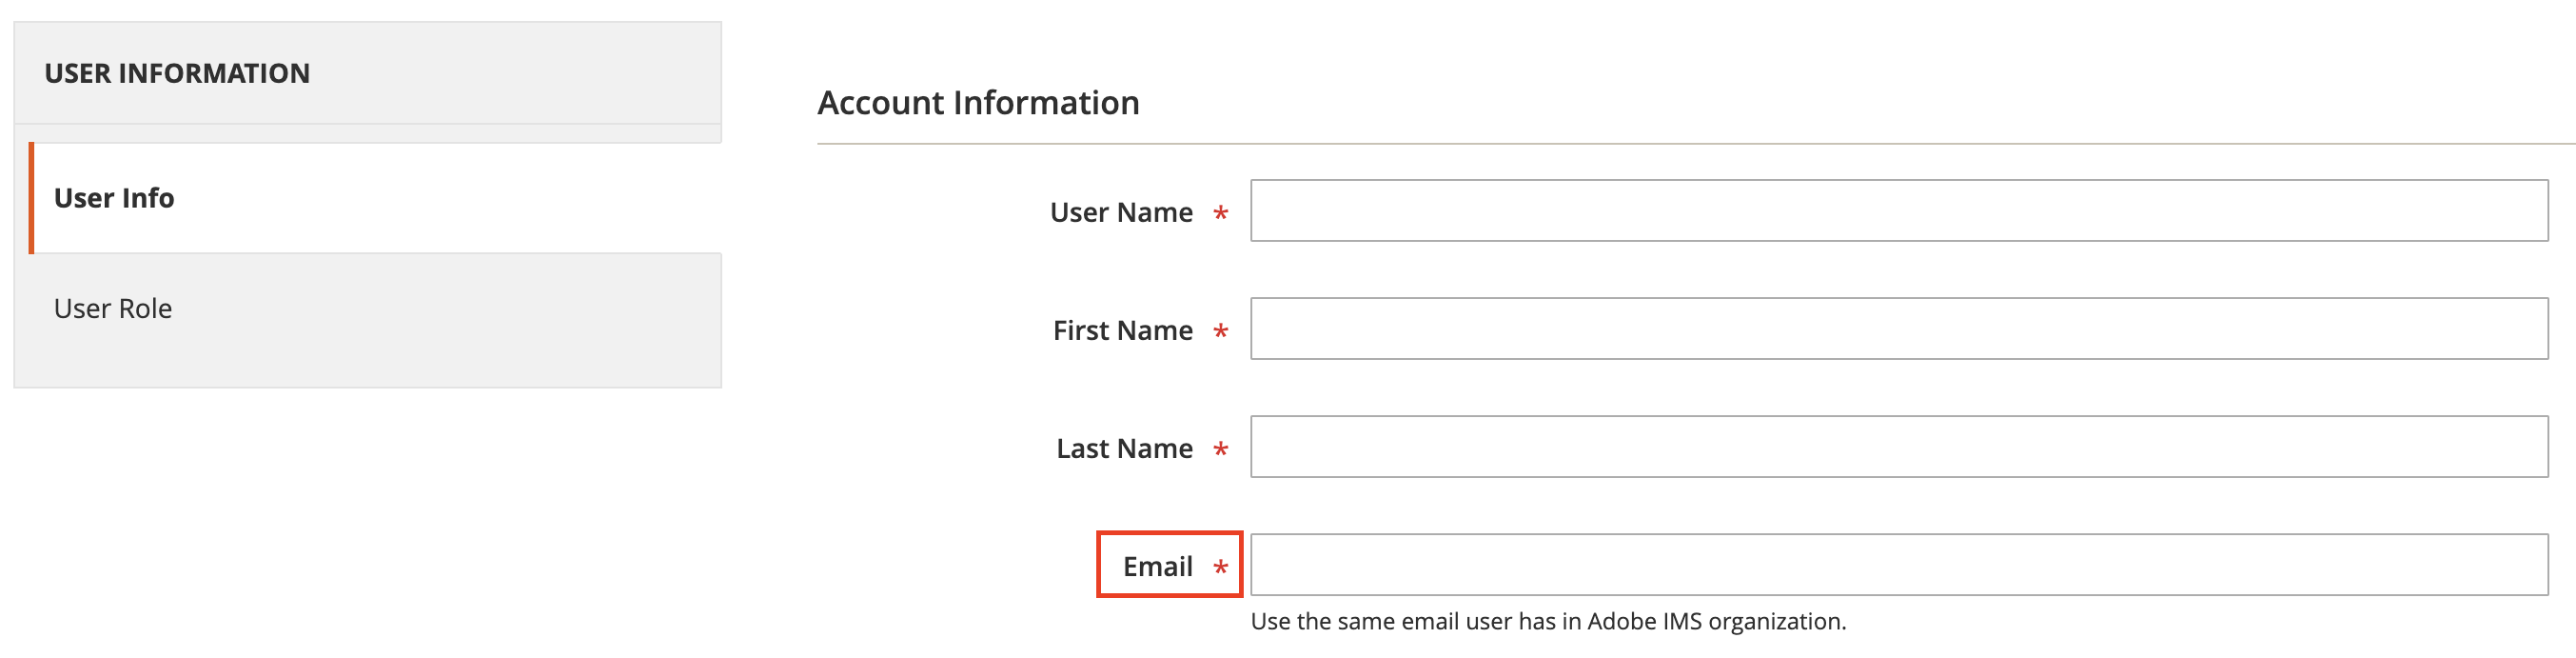 USER INFORMATION
User Info
User Role
Account Information
User Name *
First Name *
Last Name *
Email *
Use the same email user has in Adobe IMS organization.